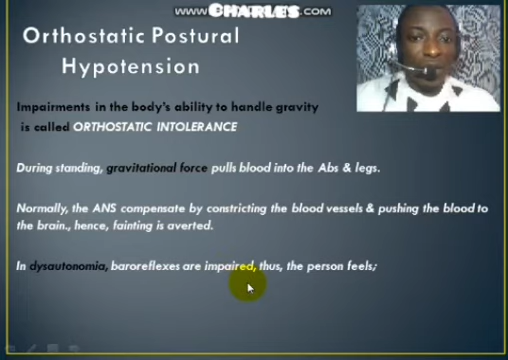 CHARLES
Orthostatic Postural
Hypotension
Impairments in the body's ability to handle gravity
is called ORTHOSTATIC INTOLERANCE
During standing, gravitational force pulls blood into the Abs & legs.
Normally, the ANS compensate by constricting the blood vessels & pushing the blood to
the brain., hence, fainting is averted.
In dysautonomia, baroreflexes are impaired, thus, the person feels;